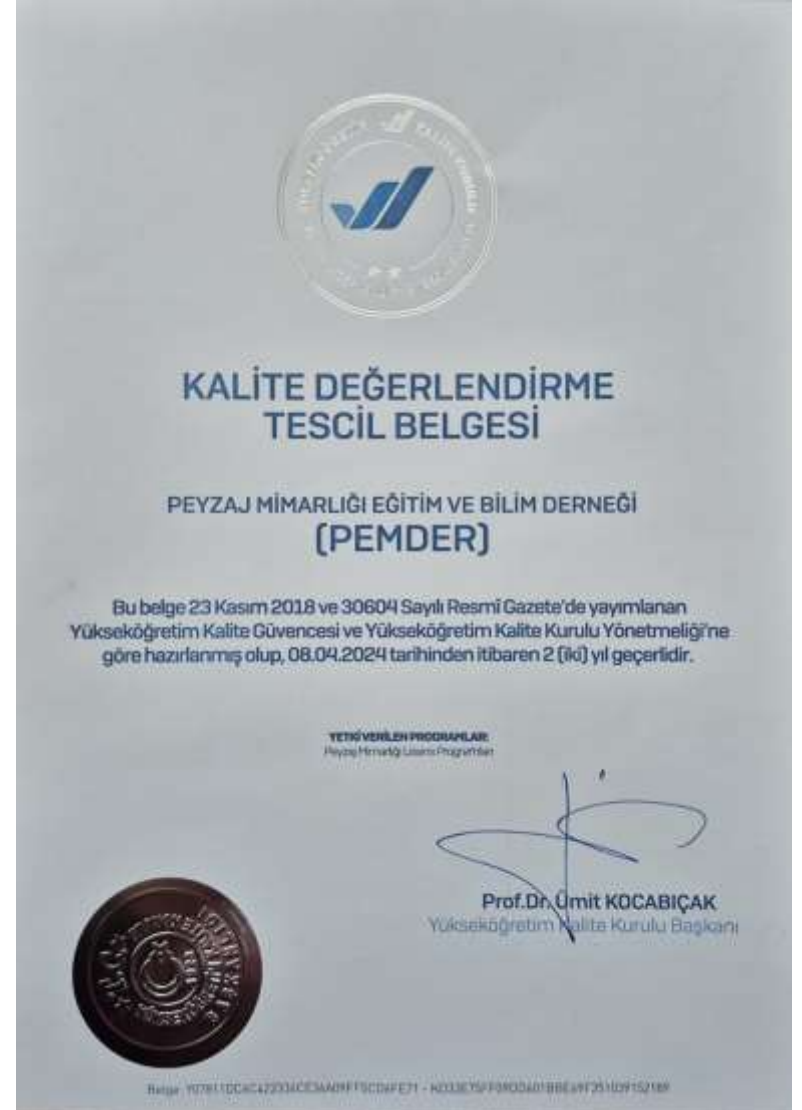 KALİTE DEĞERLENDİRME
TESCİL BELGESİ
PEYZAJ MİMARLIĞI EĞİTİM VE BİLİM DERNEĞİ
(PEMDER)
Bu belge 23 Kasım 2018 ve 30604 Sayılı Resmî Gazete'de yayımlanan
Yükseköğretim Kalite Güvencesi ve Yükseköğretim Kalite Kurulu Yönetmeliği'ne
göre hazırlanmış olup, 08.04.2024 tarihinden itibaren 2 (iki) yıl geçerlidir.
YETKİ VERİLEN PROGRAMLAR:
Peyzaj Mimarlığı Lisans Programları
Prof.Dr. Ümit KOCABIÇAK
Yükseköğretim Kalite Kurulu Başkanı
Belge